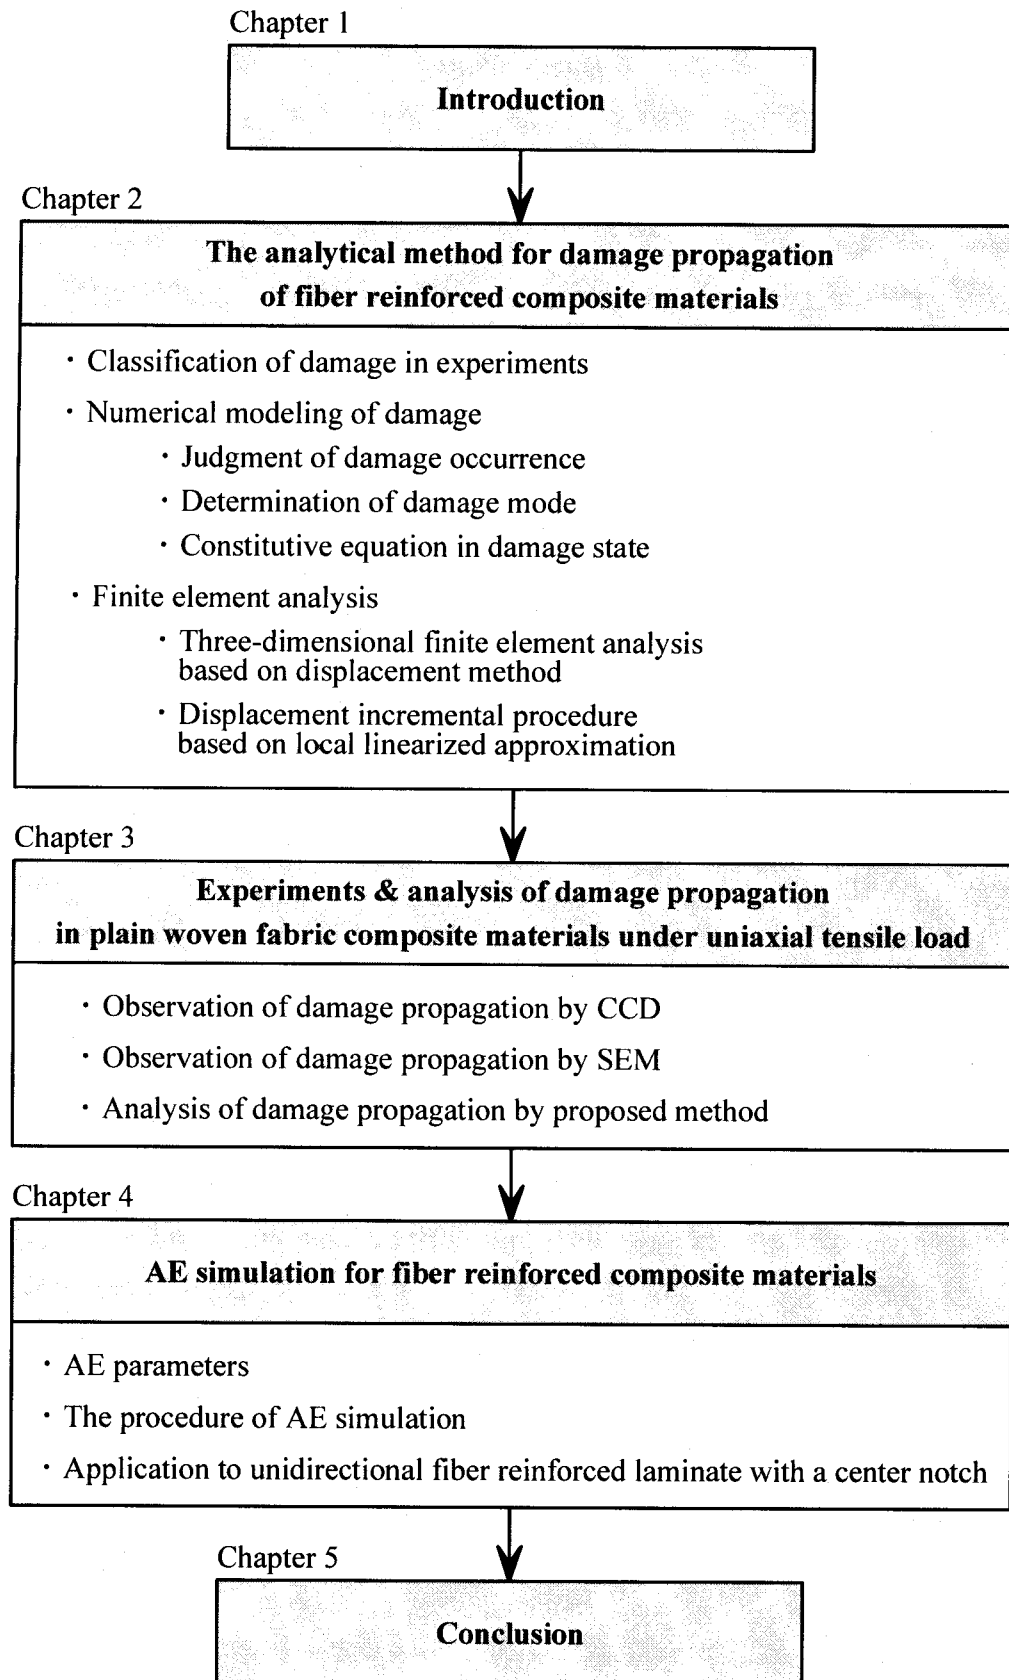 Chapter 1
Introduction
Chapter 2
The analytical method for damage propagation
of fiber reinforced composite materials
・Classification of damage in experiments
・Numerical modeling of damage
・Judgment of damage occurrence
・Determination of damage mode
・Constitutive equation in damage state
・Finite element analysis
・Three-dimensional finite element analysis
based on displacement method
・Displacement incremental procedure
based on local linearized approximation
Chapter 3
Experiments & analysis of damage propagation
in plain woven fabric composite materials under uniaxial tensile load
・Observation of damage propagation by CCD
・Observation of damage propagation by SEM
・Analysis of damage propagation by proposed method
Chapter 4
AE simulation for fiber reinforced composite materials
・AE parameters
・The procedure of AE simulation
・Application to unidirectional fiber reinforced laminate with a center notch
Chapter 5
Conclusion